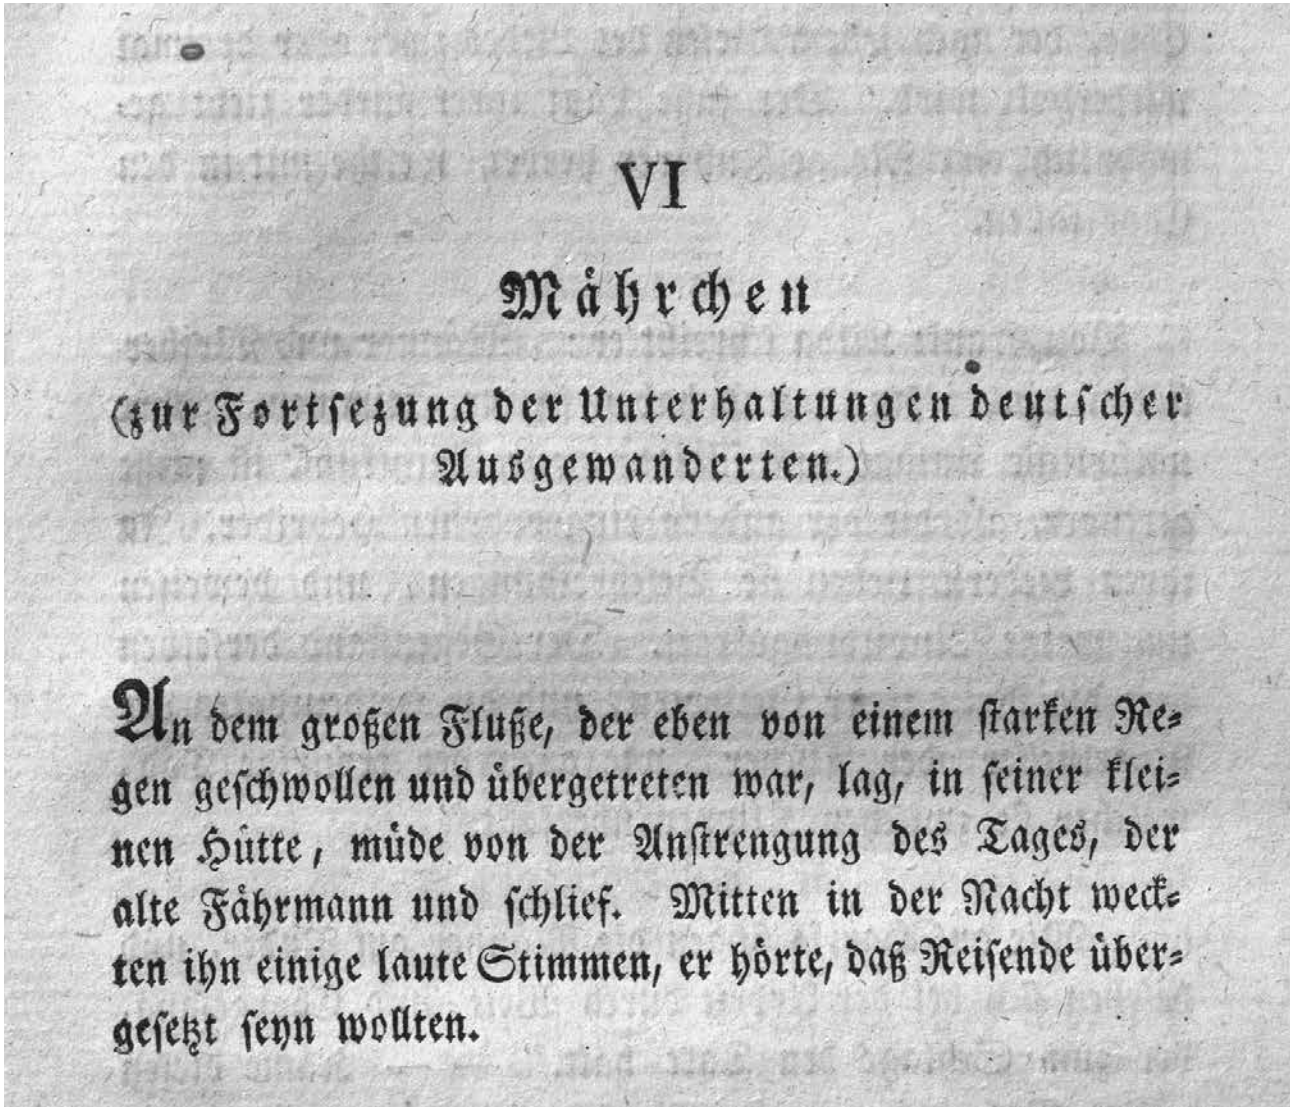 VI
Mährchen
(zur Fortsezung der Unterhaltungen deutscher
Ausgewanderten.)
An dem großen Fluße, der eben von einem starken Re-
gen geschwollen und übergetreten war, lag, in seiner klei-
nen Hütte, müde von der Anstrengung des Tages, der
alte Fährmann und schlief. Mitten in der Nacht weck-
ten ihn einige laute Stimmen, er hörte, daß Reisende über-
gesetzt seyn wollten.